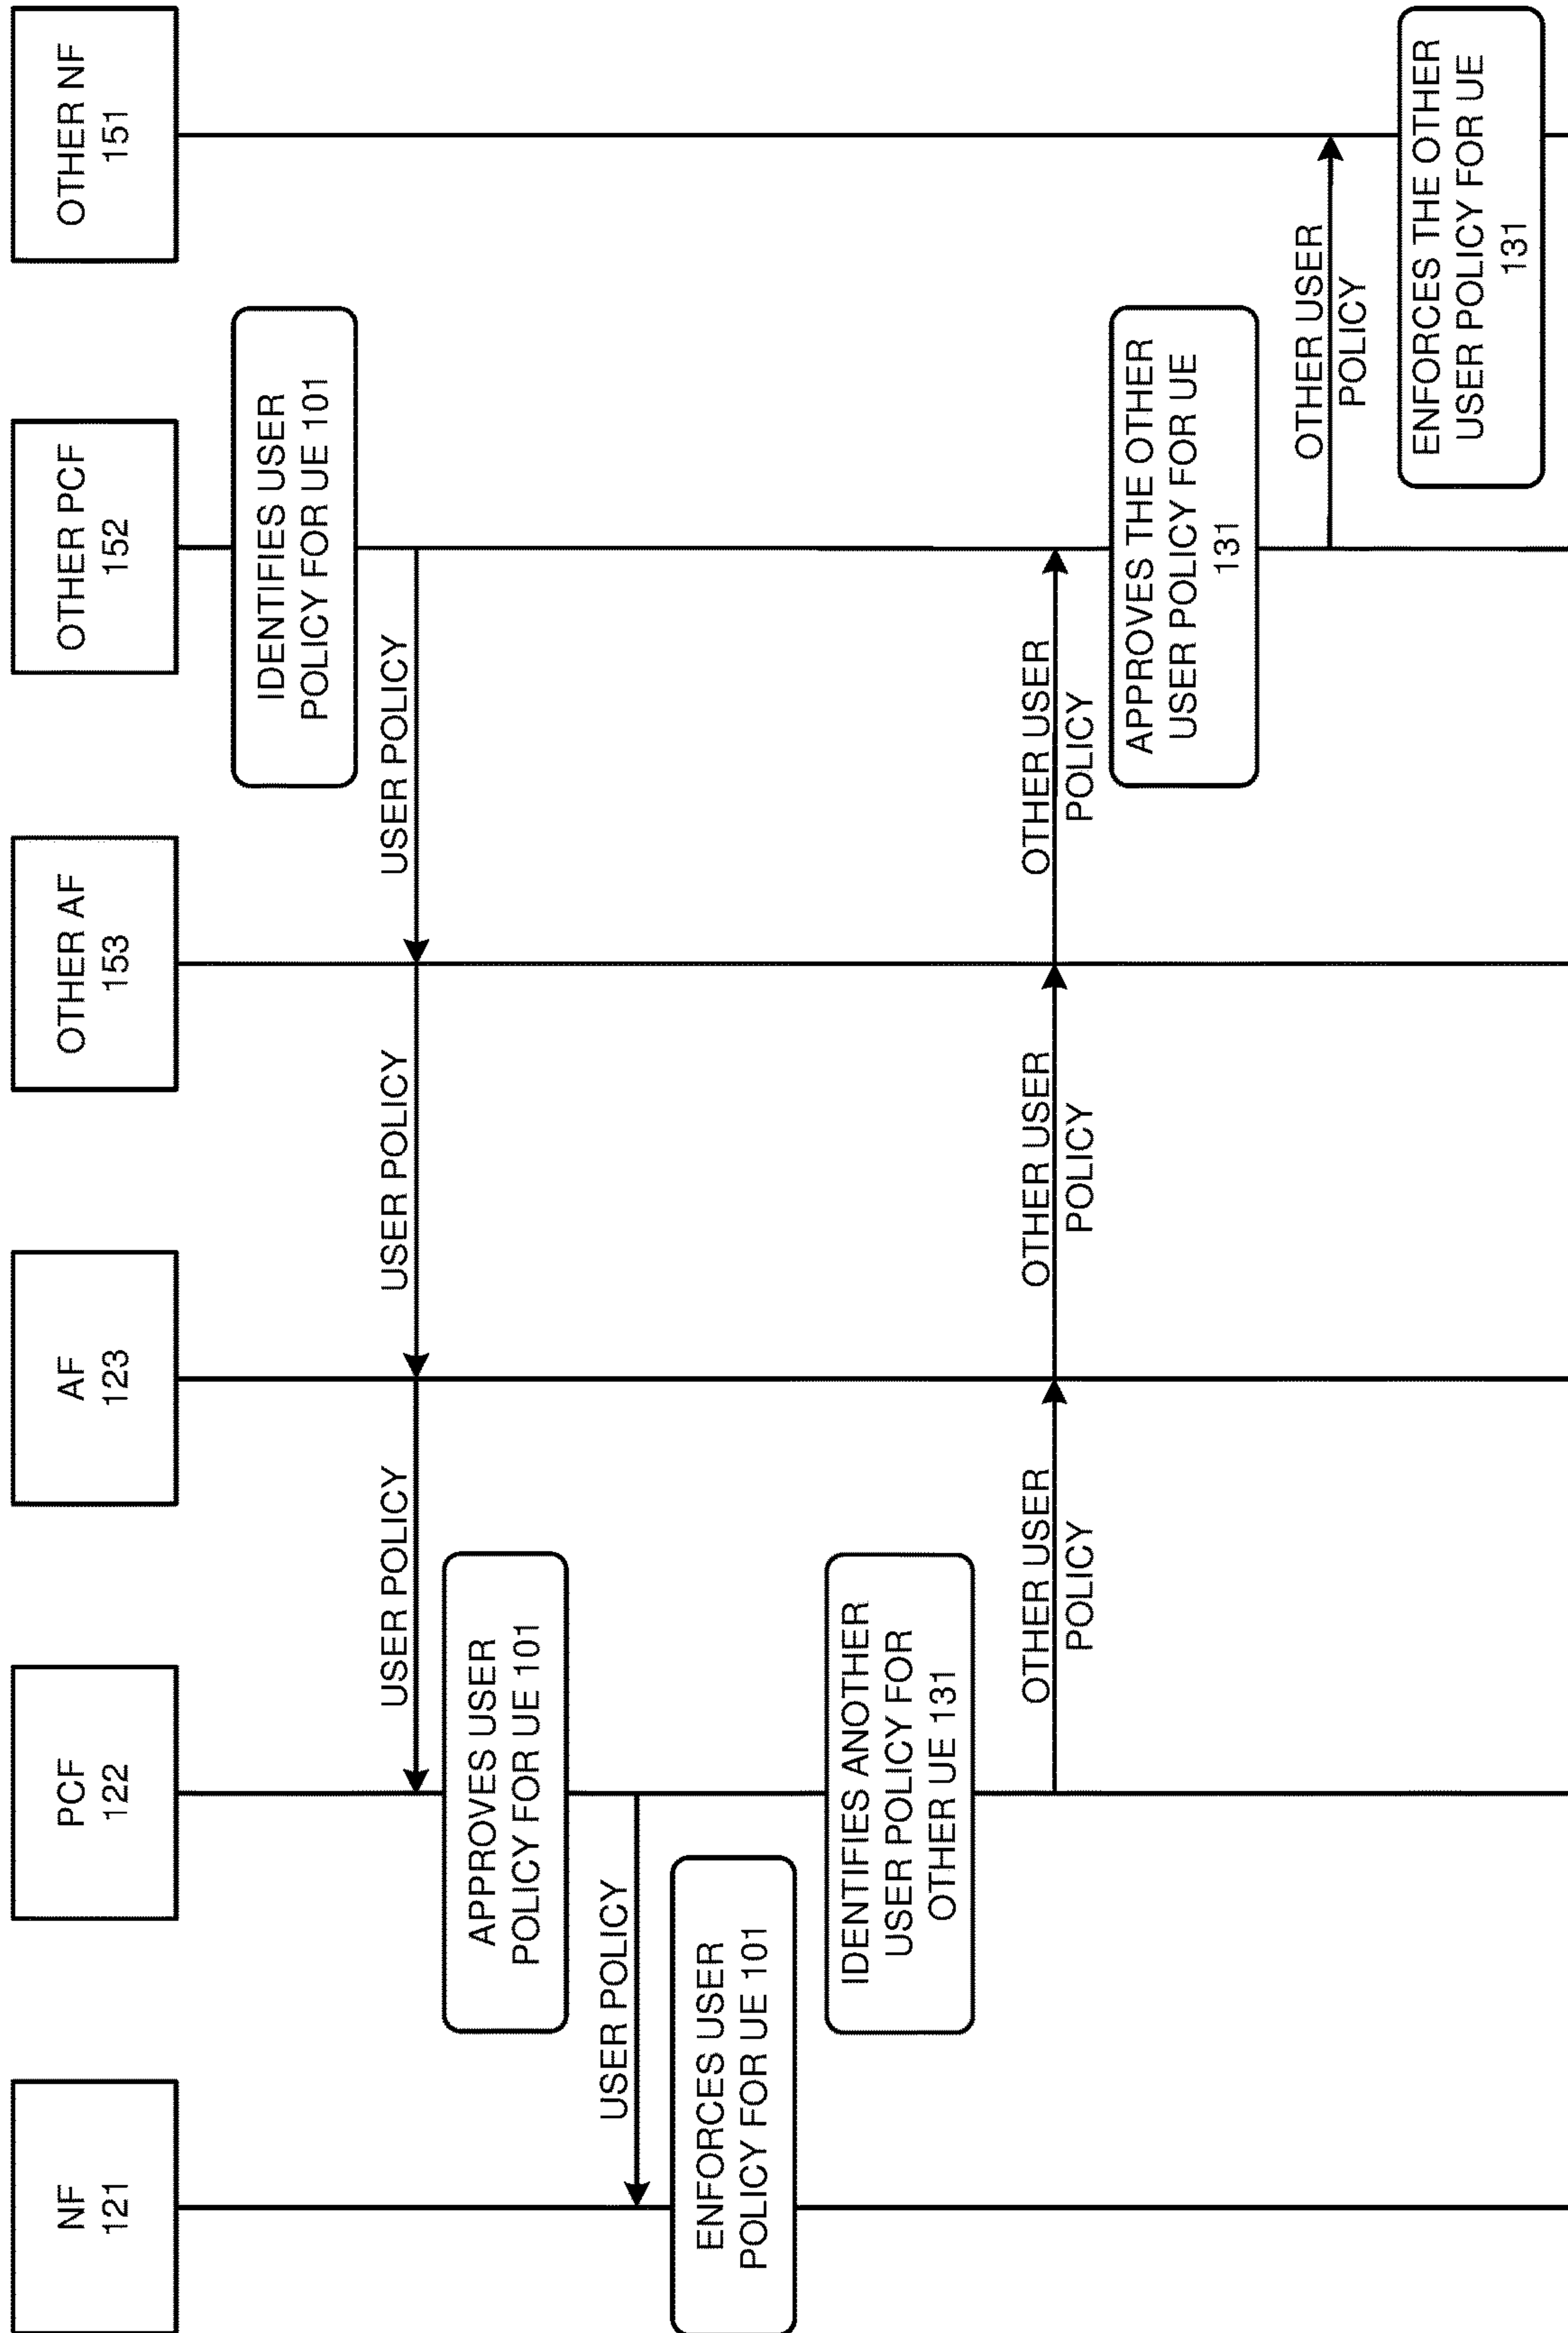 NF
121
PCF
122
AF
123
OTHER AF
153
OTHER PCF
152
OTHER NF
151
IDENTIFIES USER
POLICY FOR UE 101
USER POLICY
USER POLICY
USER POLICY
APPROVES USER
POLICY FOR UE 101
USER POLICY
ENFORCES USER
POLICY FOR UE 101
IDENTIFIES ANOTHER
USER POLICY FOR
OTHER UE 131
OTHER USER
POLICY
OTHER USER
POLICY
OTHER USER
POLICY
APPROVES THE OTHER
USER POLICY FOR UE
131
OTHER USER
POLICY
ENFORCES THE OTHER
USER POLICY FOR UE
131